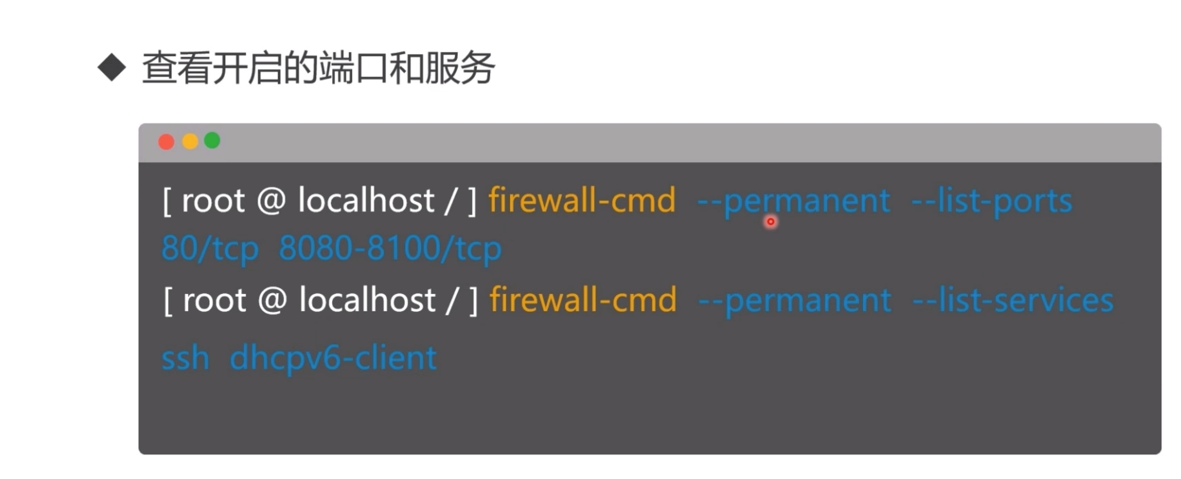 ◆ 查看开启的端口和服务
[ root @ localhost / ] firewall-cmd --permanent --list-ports
80/tcp 8080-8100/tcp
[ root @ localhost / ] firewall-cmd --permanent --list-services
ssh dhcpv6-client